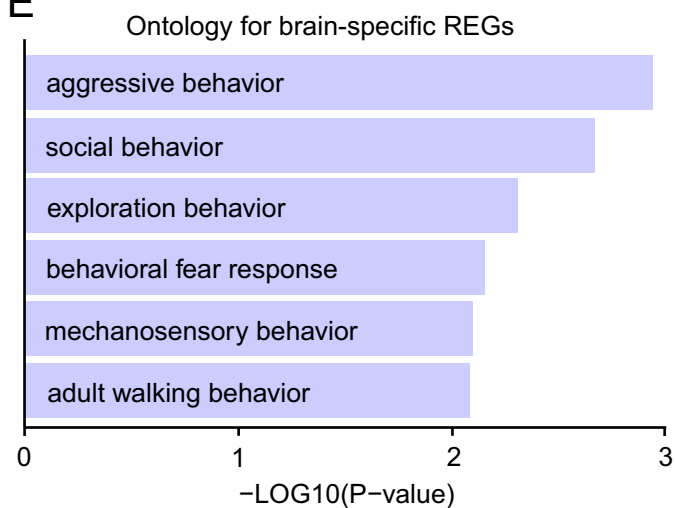 E
Ontology for brain-specific REGs
aggressive behavior
social behavior
exploration behavior
behavioral fear response
mechanosensory behavior
adult walking behavior
0 1 2 3
−LOG10(P−value)